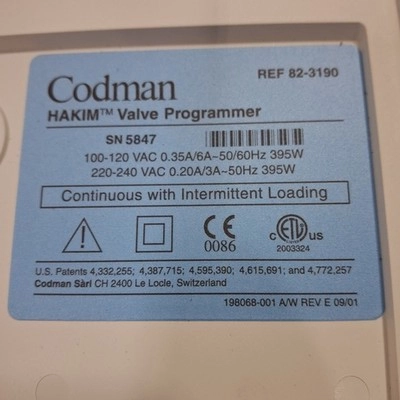 Codman
REF 82-3190
HAKIM™ Valve Programmer
SN 5847
100-120 VAC 0.35A/6A~50/60Hz 395W
220-240 VAC 0.20A/3A~50Hz 395W
Continuous with Intermittent Loading
CE
0086
C ETL US
2003324
U.S. Patents 4,332,255; 4,387,715; 4,595,390; 4,615,691; and 4,772,257
Codman Sàrl CH 2400 Le Locle, Switzerland
198068-001 A/W REV E 09/01